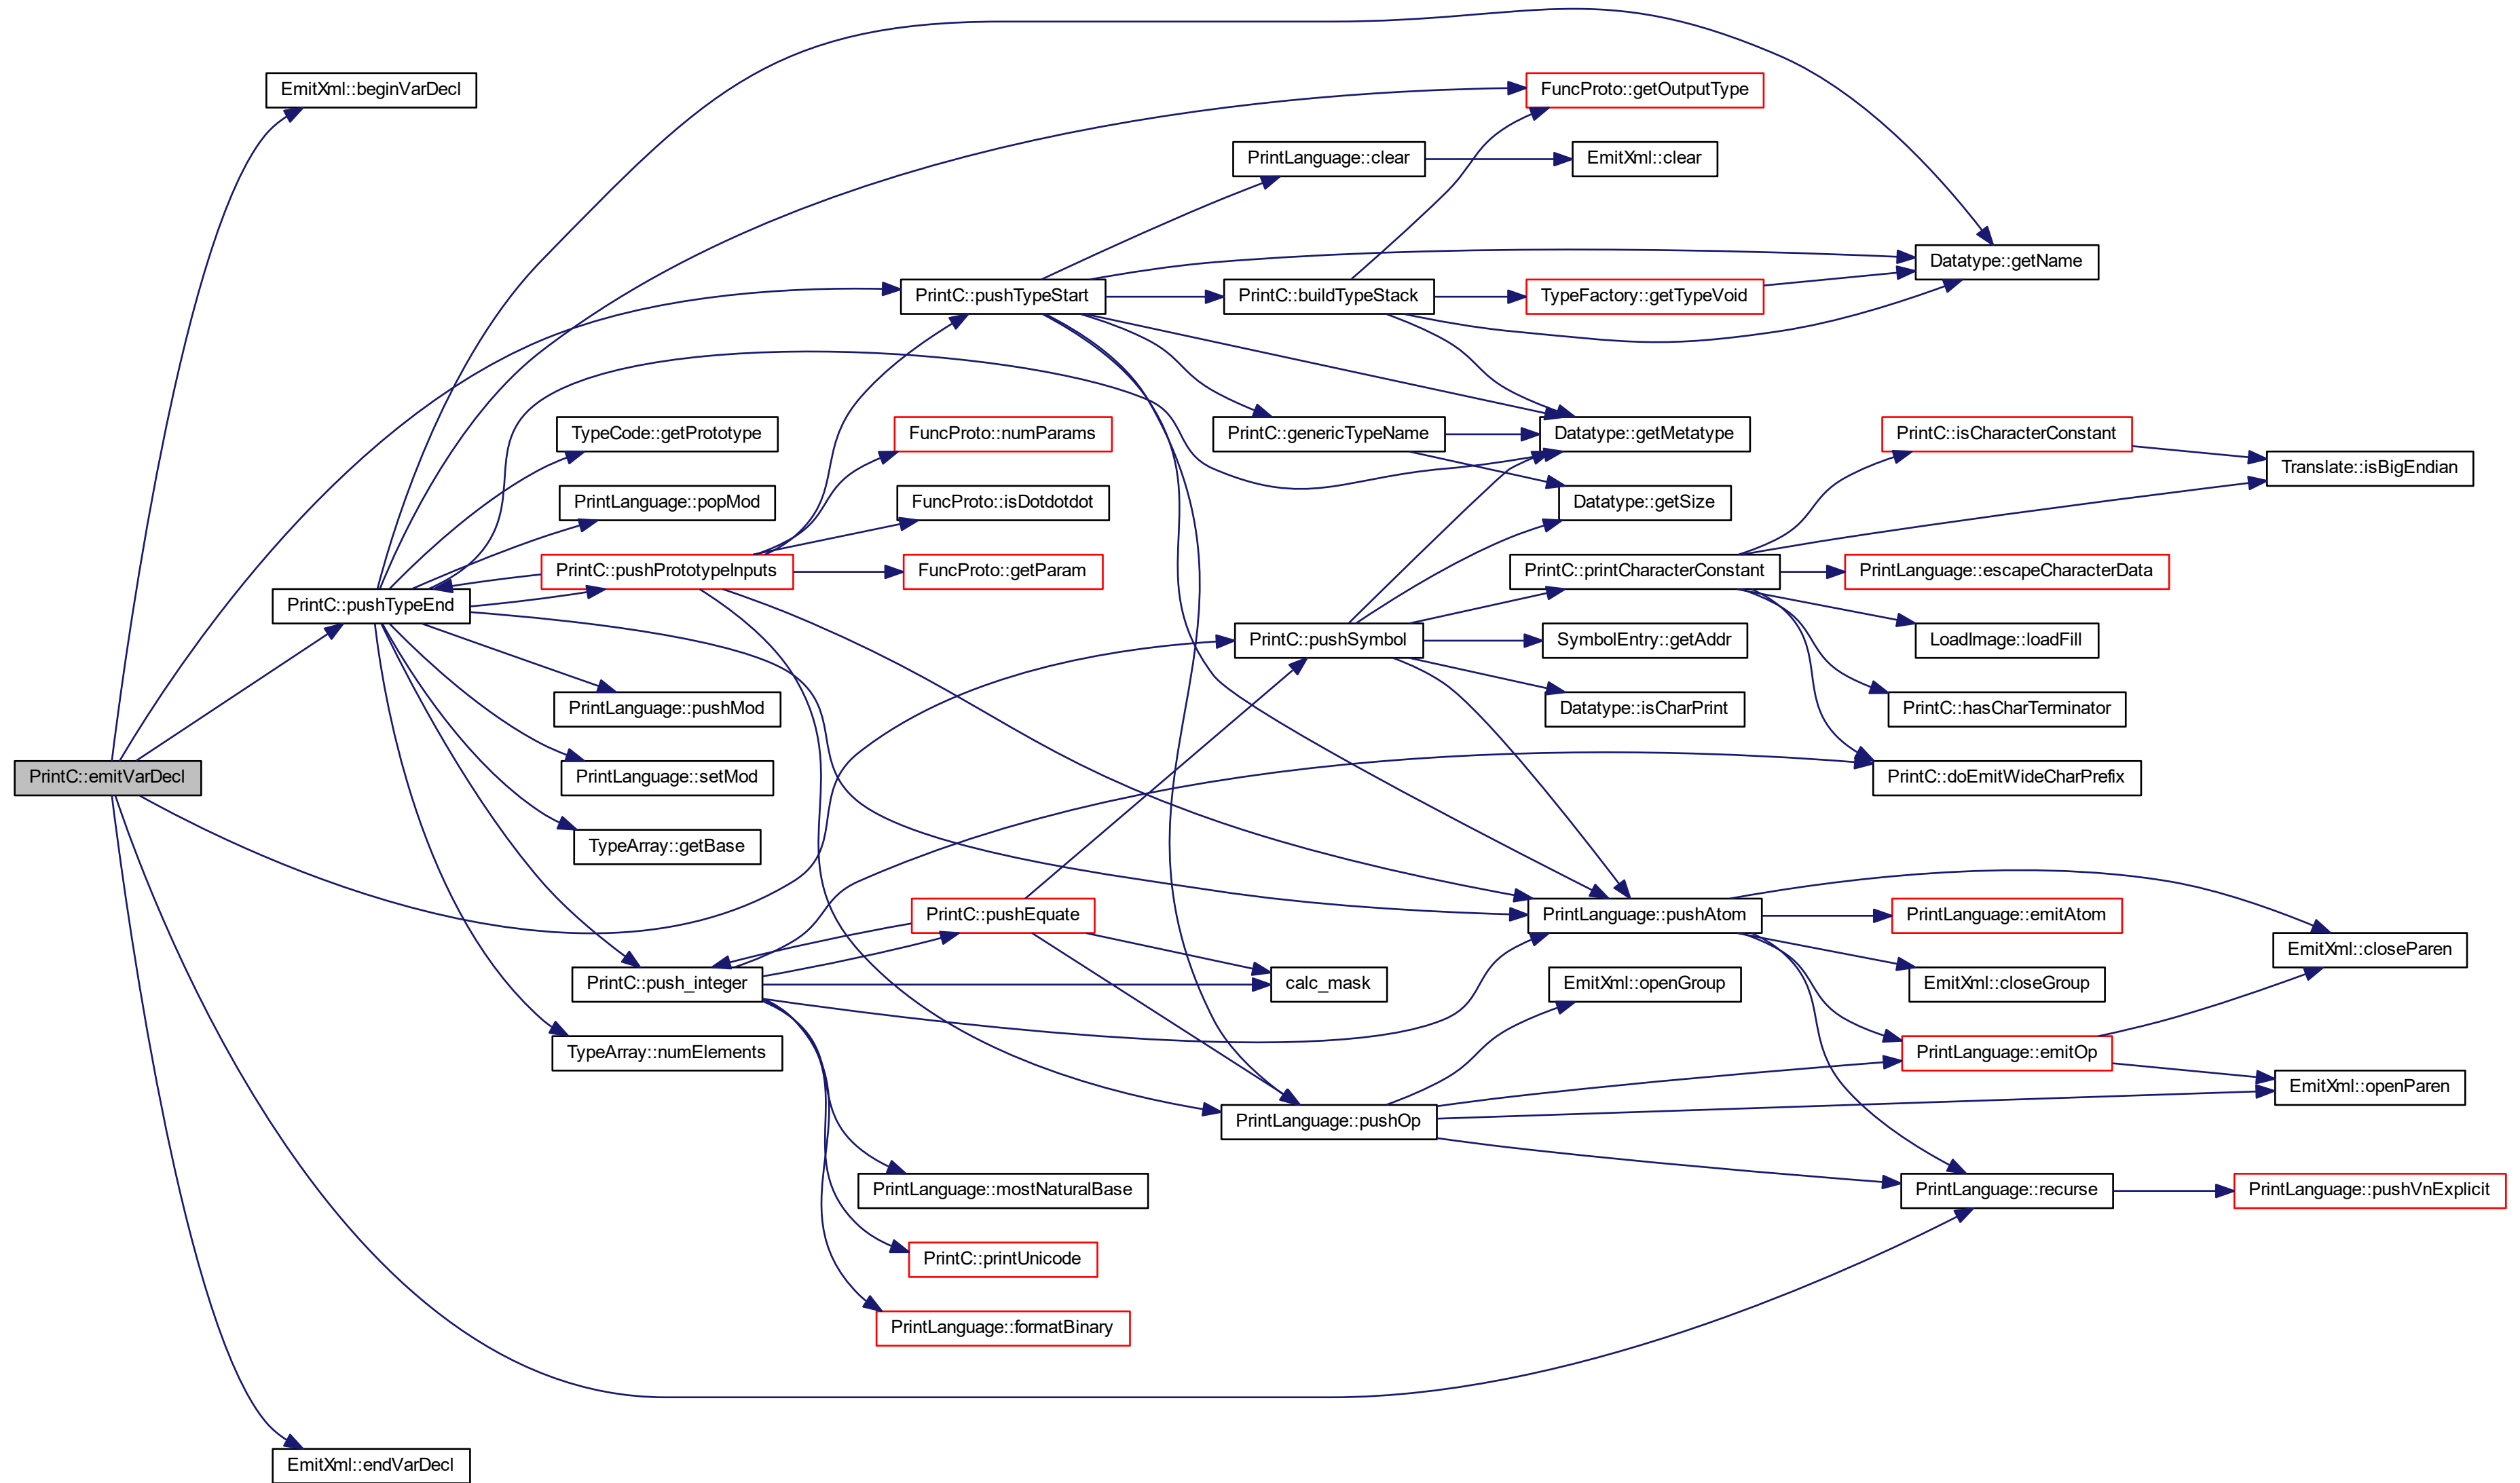 EmitXml::beginVarDecl
FuncProto::getOutputType
PrintLanguage::clear
EmitXml::clear
Datatype::getName
PrintC::pushTypeStart
PrintC::buildTypeStack
TypeFactory::getTypeVoid
TypeCode::getPrototype
FuncProto::numParams
PrintC::genericTypeName
Datatype::getMetatype
PrintC::isCharacterConstant
Translate::isBigEndian
PrintLanguage::popMod
FuncProto::isDotdotdot
Datatype::getSize
PrintC::pushPrototypeInputs
FuncProto::getParam
PrintC::printCharacterConstant
PrintLanguage::escapeCharacterData
PrintC::pushTypeEnd
PrintC::pushSymbol
SymbolEntry::getAddr
LoadImage::loadFill
PrintLanguage::pushMod
Datatype::isCharPrint
PrintC::hasCharTerminator
PrintC::emitVarDecl
PrintLanguage::setMod
PrintC::doEmitWideCharPrefix
TypeArray::getBase
PrintC::pushEquate
PrintLanguage::pushAtom
PrintLanguage::emitAtom
EmitXml::closeParen
PrintC::push_integer
calc_mask
EmitXml::openGroup
EmitXml::closeGroup
TypeArray::numElements
PrintLanguage::emitOp
EmitXml::openParen
PrintLanguage::pushOp
PrintLanguage::mostNaturalBase
PrintLanguage::recurse
PrintLanguage::pushVnExplicit
PrintC::printUnicode
PrintLanguage::formatBinary
EmitXml::endVarDecl